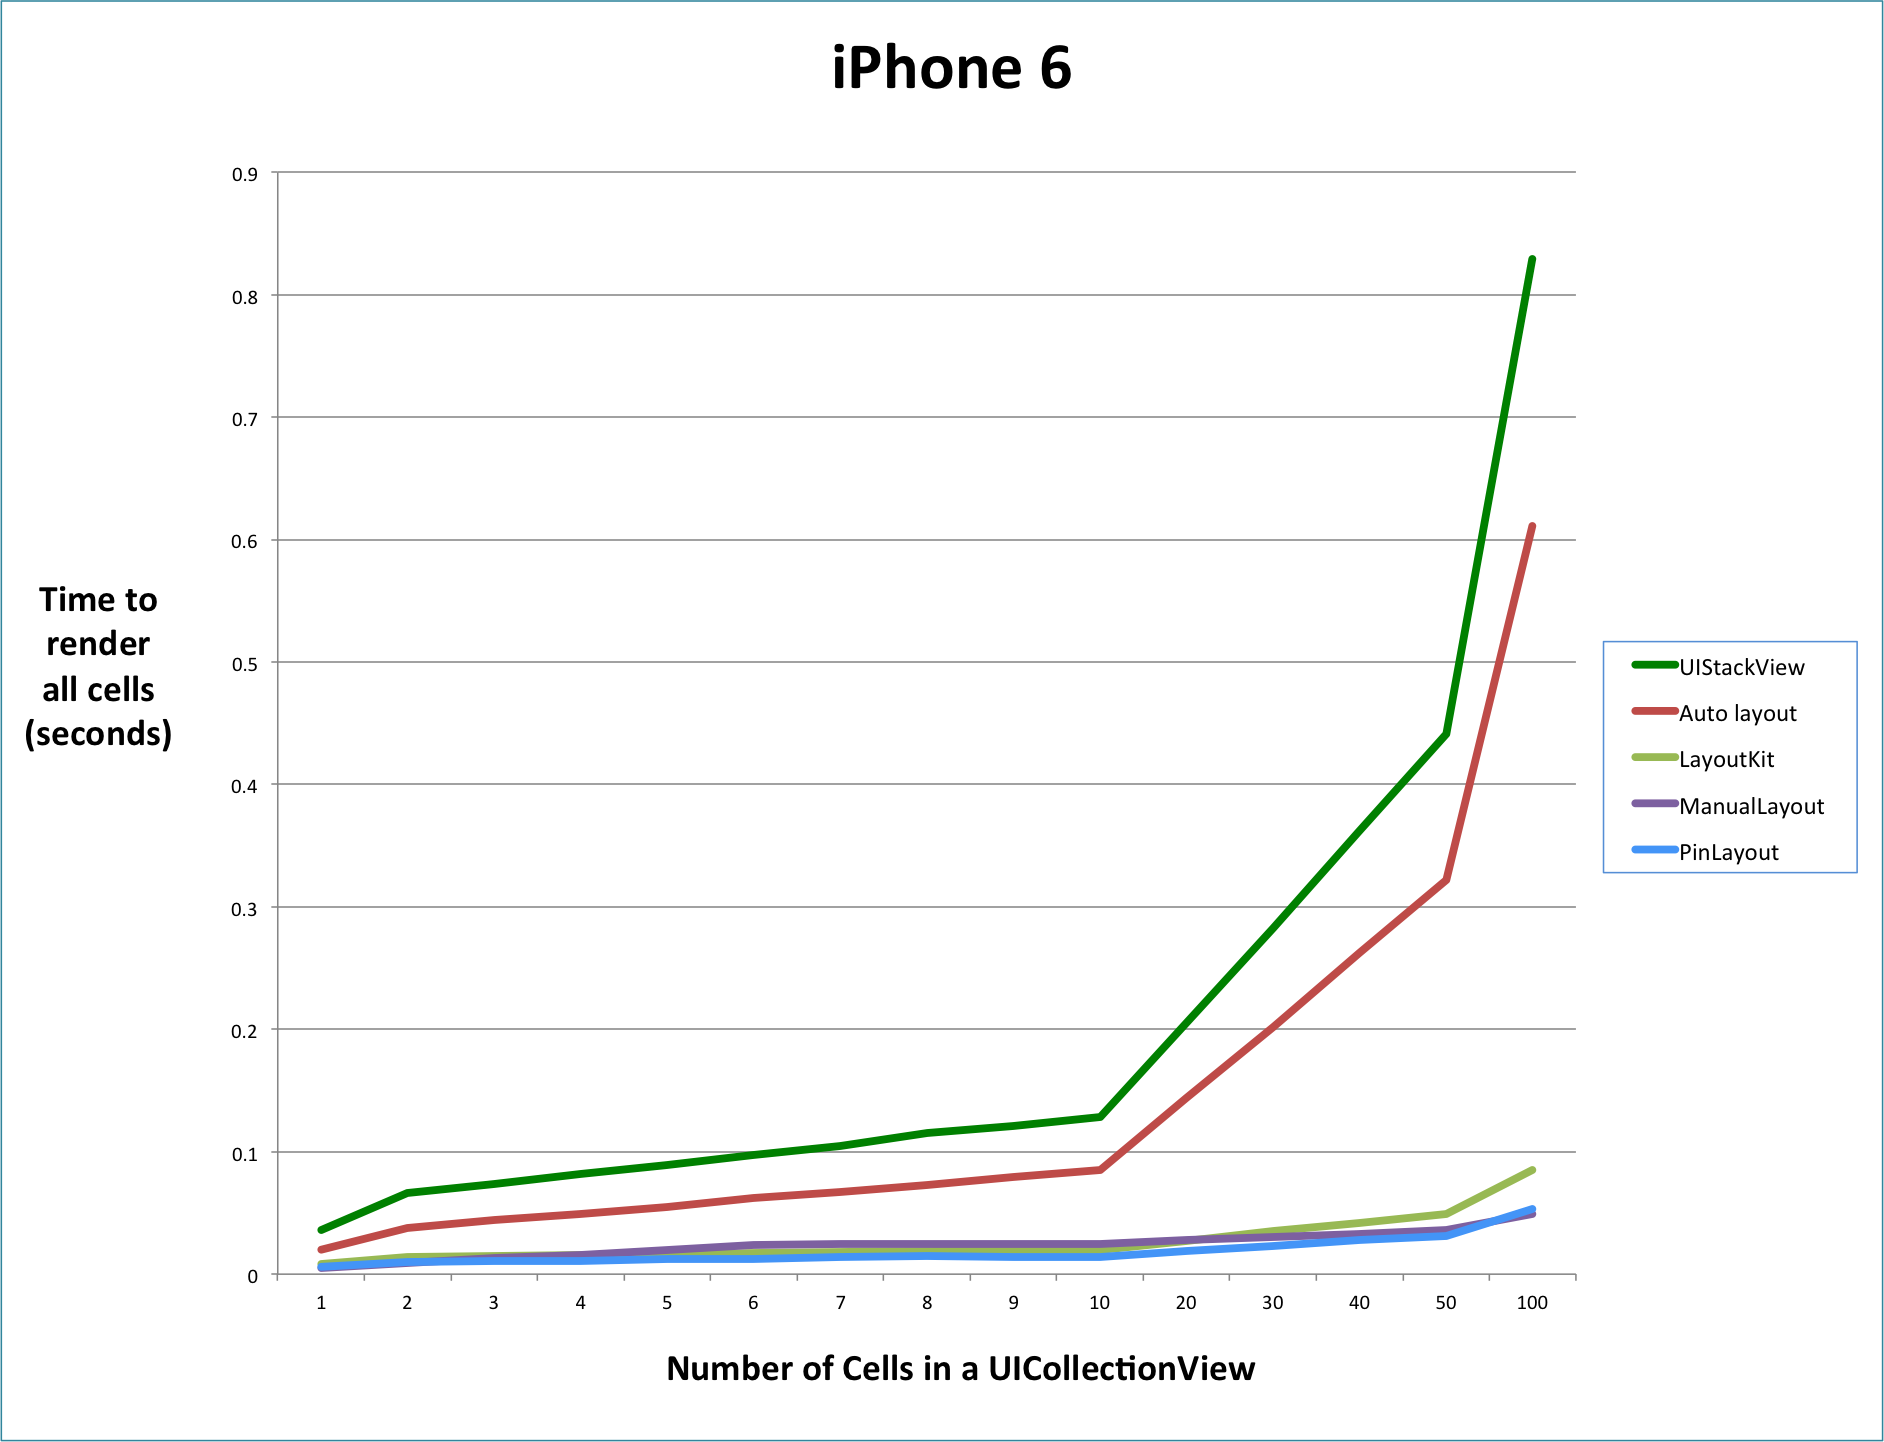 iPhone 6
0.9
0.8
0.7
0.6
0.5
0.4
0.3
0.2
0.1
0
Time to
render
all cells
(seconds)
UIStackView
Auto layout
LayoutKit
ManualLayout
PinLayout
1 2 3 4 5 6 7 8 9 10 20 30 40 50 100
Number of Cells in a UICollectionView